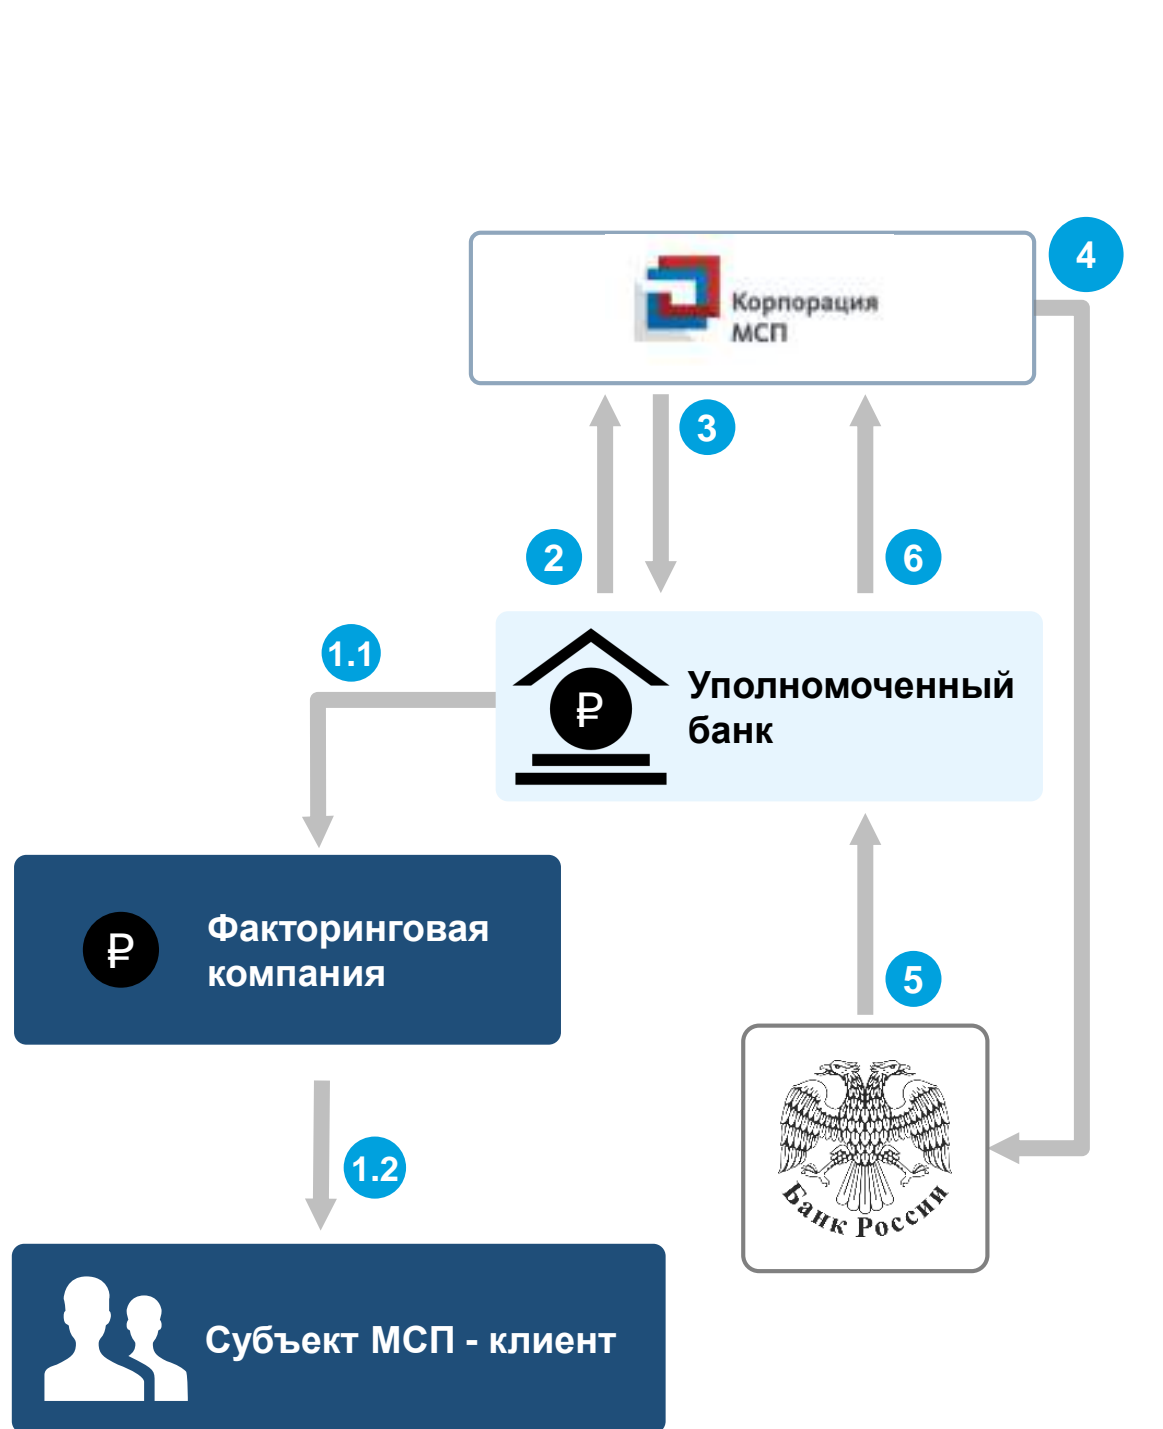 4
Корпорация
МСП
3
2
6
1.1
₽
Уполномоченный
банк
₽
Факторинговая
компания
5
1.2
Банк России
Субъект МСП - клиент